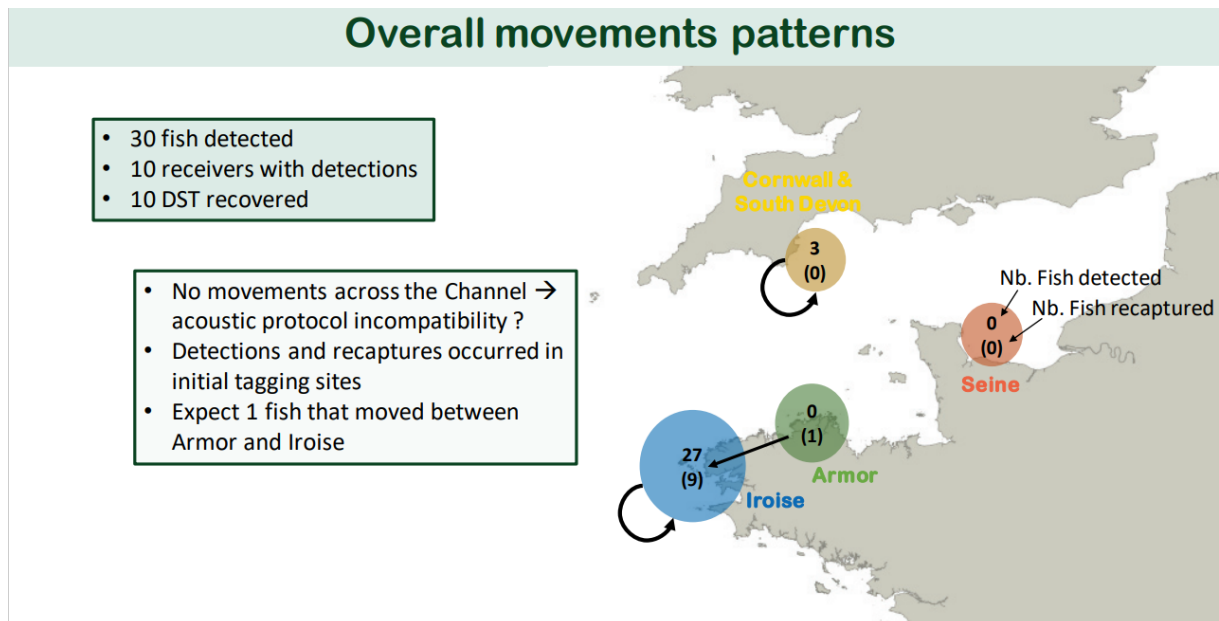 Overall movements patterns
• 30 fish detected
• 10 receivers with detections
• 10 DST recovered
• No movements across the Channel →
acoustic protocol incompatibility ?
• Detections and recaptures occurred in
initial tagging sites
• Expect 1 fish that moved between
Armor and Iroise
Cornwall &
South Devon
3
(0)
Nb. Fish detected
Nb. Fish recaptured
0
(0)
Seine
0
(1)
Armor
27
(9)
Iroise